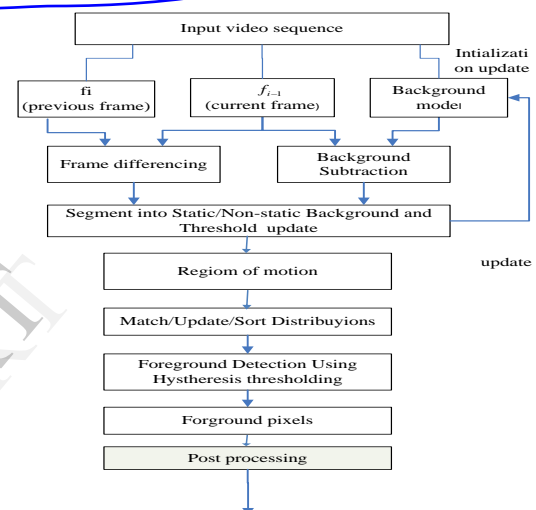 Input video sequence
Intializati
on update
fi
(previous frame)
f_{i-1}
(current frame)
Background
model
Frame differencing
Background
Subtraction
Segment into Static/Non-static Background and
Threshold update
update
Regiom of motion
Match/Update/Sort Distribuyions
Foreground Detection Using
Hystheresis thresholding
Forground pixels
Post processing